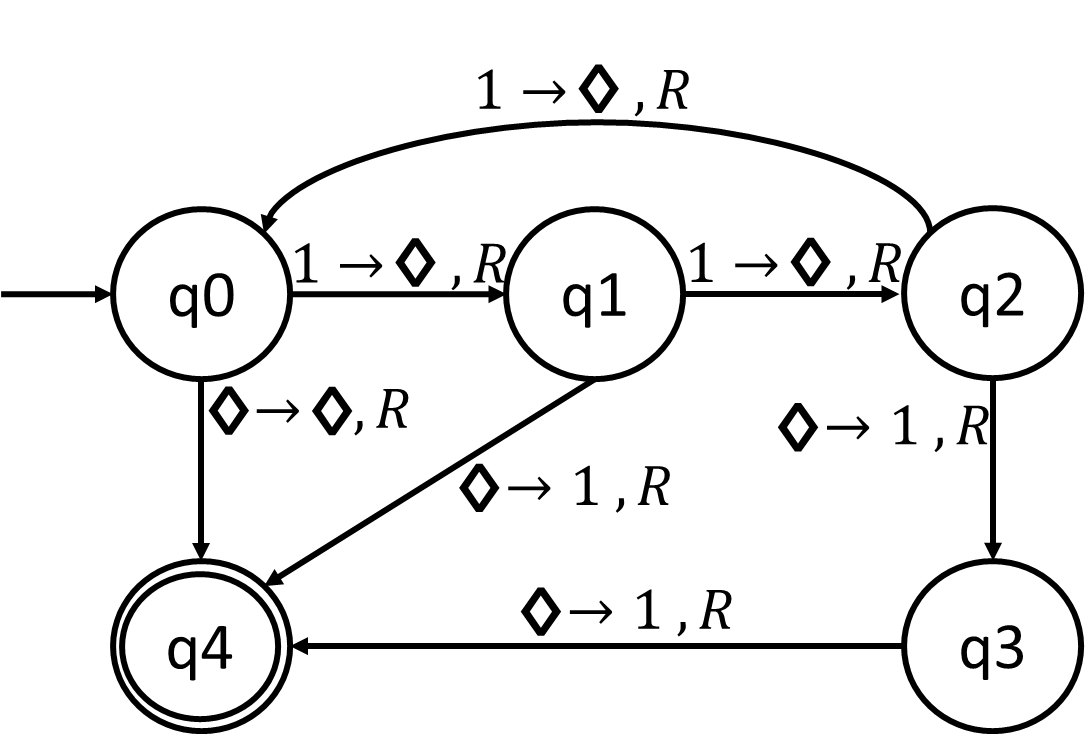 1 → ◇ , R
1 → ◇ , R
1 → ◇ , R
q0
q1
q2
◇ → ◇, R
◇ → 1 , R
◇ → 1 , R
◇ → 1 , R
q4
q3